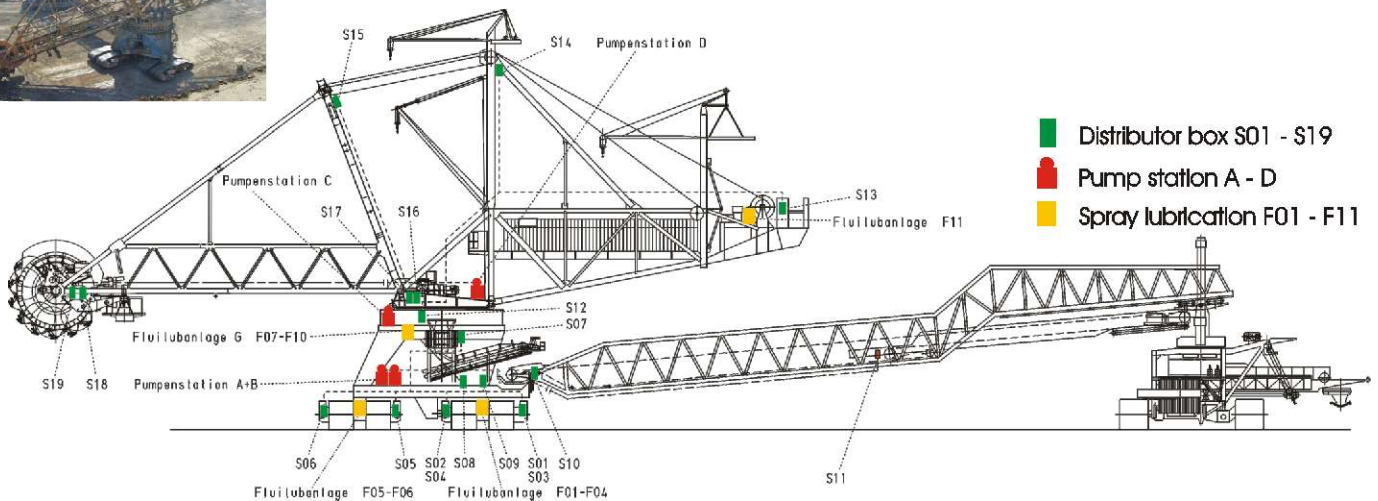 S15
S14
Pumpenstation D
Distributor box S01 - S19
Pump station A - D
Spray lubrication F01 - F11
Pumpenstation C
S17
S16
S13
Fluilubanlage F11
S12
S07
Fluilubanlage G F07-F10
S19
S18
Pumpenstation A+B
S06
S05
S02
S04
S08
S09
S01
S03
S10
S11
Fluilubanlage F05-F06
Fluilubanlage F01-F04